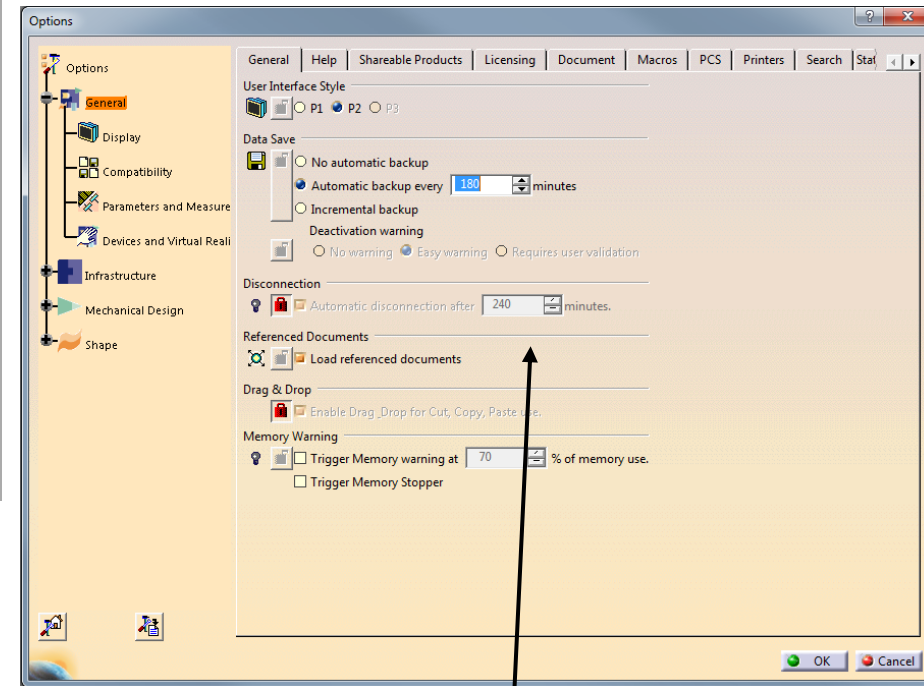 Options
Options
General
Display
Compatibility
Parameters and Measure
Devices and Virtual Reali
Infrastructure
Mechanical Design
Shape
General Help Shareable Products Licensing Document Macros PCS Printers Search Stat
User Interface Style
P1 P2 P3
Data Save
No automatic backup
Automatic backup every 180 minutes
Incremental backup
Deactivation warning
No warning Easy warning Requires user validation
Disconnection
Automatic disconnection after 240 minutes.
Referenced Documents
Load referenced documents
Drag & Drop
Enable Drag _Drop for Cut, Copy, Paste use.
Memory Warning
Trigger Memory warning at 70 % of memory use.
Trigger Memory Stopper
OK Cancel